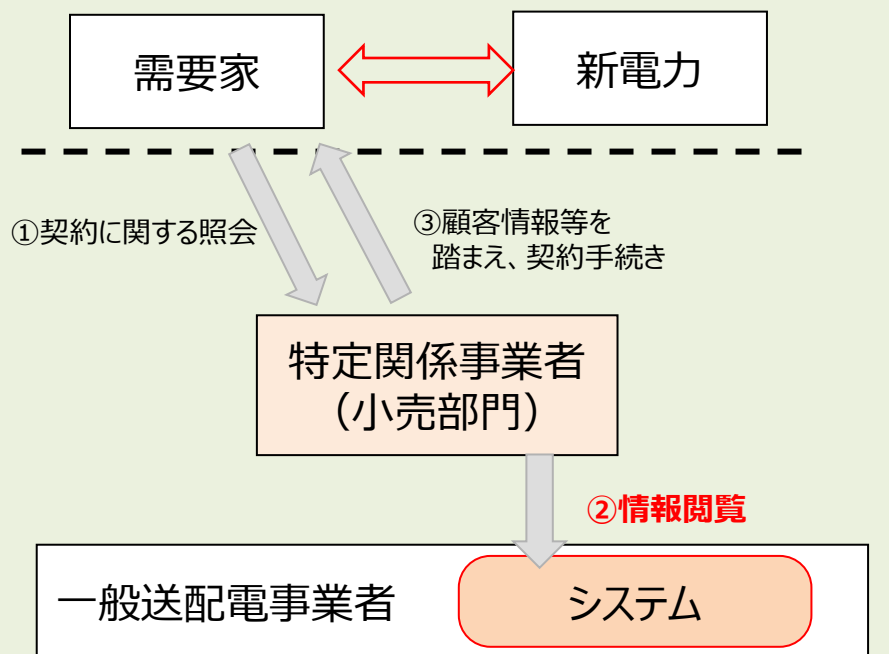 需要家
新電力
①契約に関する照会
③顧客情報等を
踏まえ、契約手続き
特定関係事業者
（小売部門）
②情報閲覧
一般送配電事業者
システム